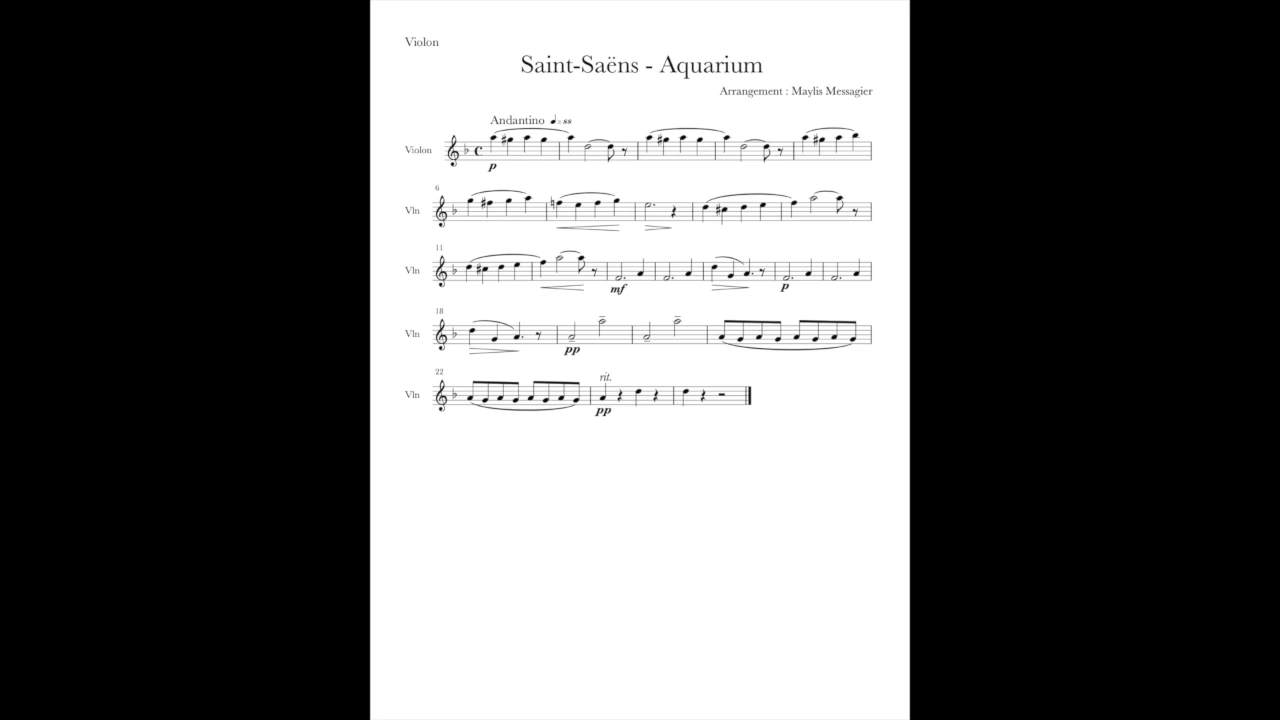 Violon
Saint-Saëns - Aquarium
Arrangement : Maylis Messagier
Andantino ♩= ss
Violon
p
6
Vln
11
Vln
mf
p
18
Vln
pp
22
Vln
rit.
pp